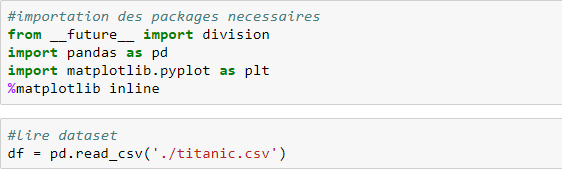 #importation des packages necessaires
from __future__ import division
import pandas as pd
import matplotlib.pyplot as plt
%matplotlib inline
#lire dataset
df = pd.read_csv('./titanic.csv')